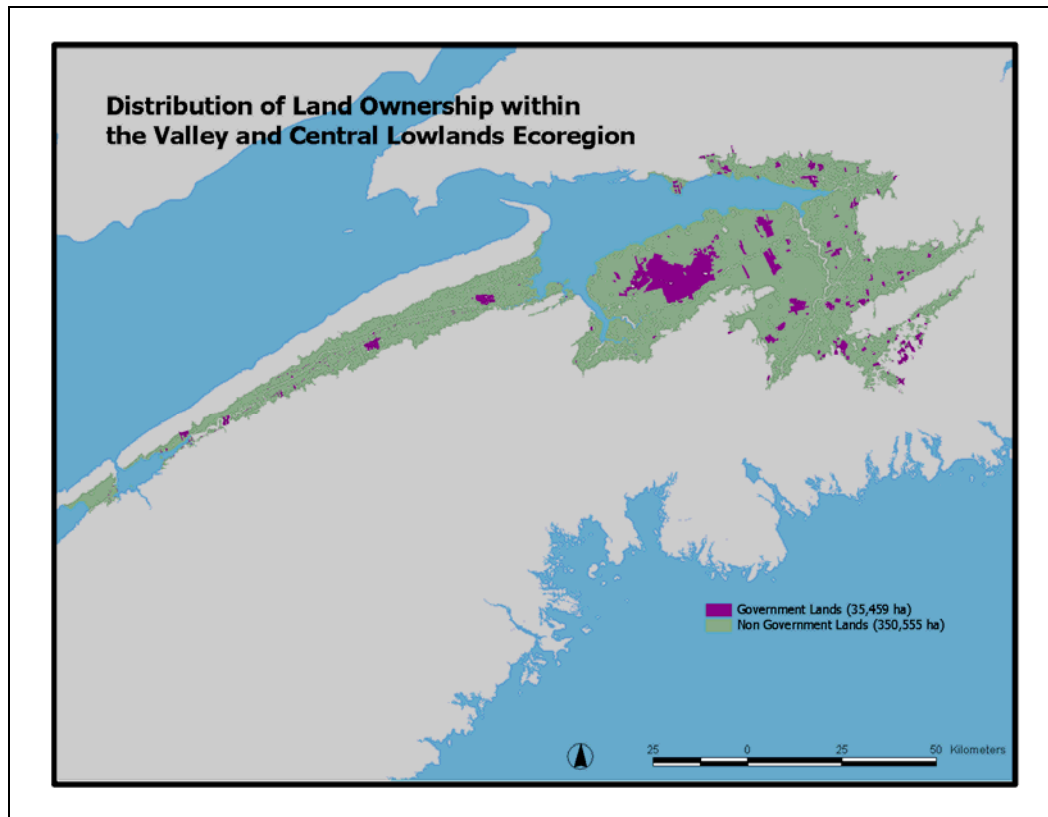 Distribution of Land Ownership within
the Valley and Central Lowlands Ecoregion
Government Lands (35,459 ha)
Non Government Lands (350,555 ha)
25 0 25 50 Kilometers